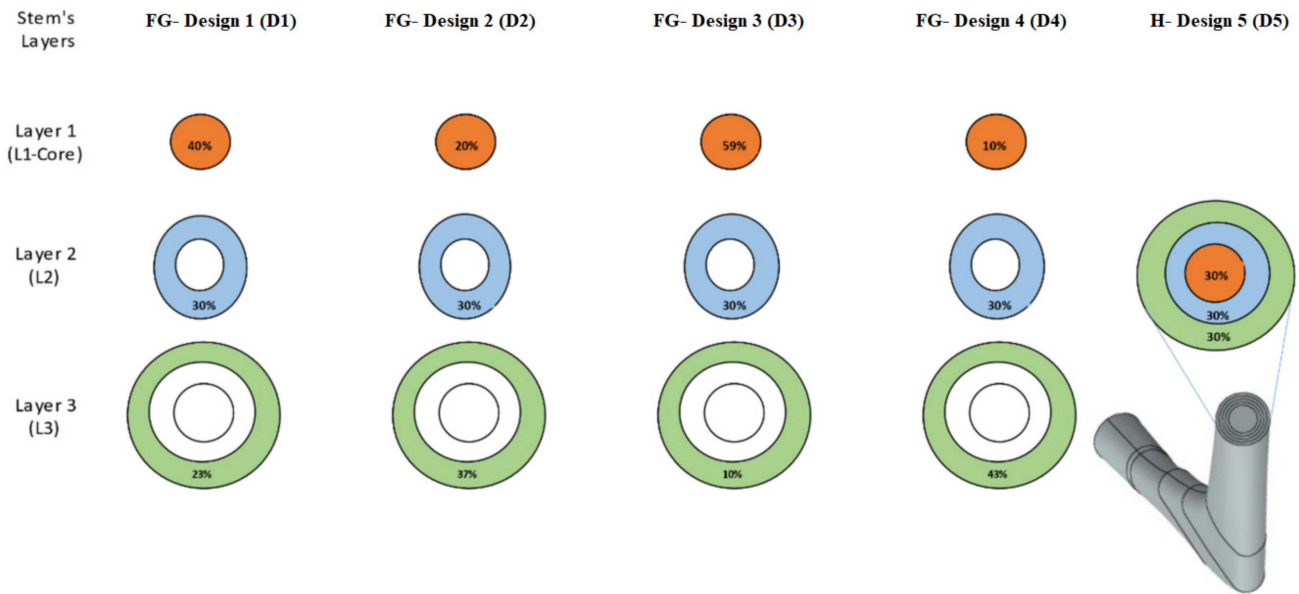 Stem's
Layers
FG- Design 1 (D1)
FG- Design 2 (D2)
FG- Design 3 (D3)
FG- Design 4 (D4)
H- Design 5 (D5)
Layer 1
(L1-Core)
40%
20%
59%
10%
Layer 2
(L2)
30%
30%
30%
30%
30%
30%
30%
Layer 3
(L3)
23%
37%
10%
43%